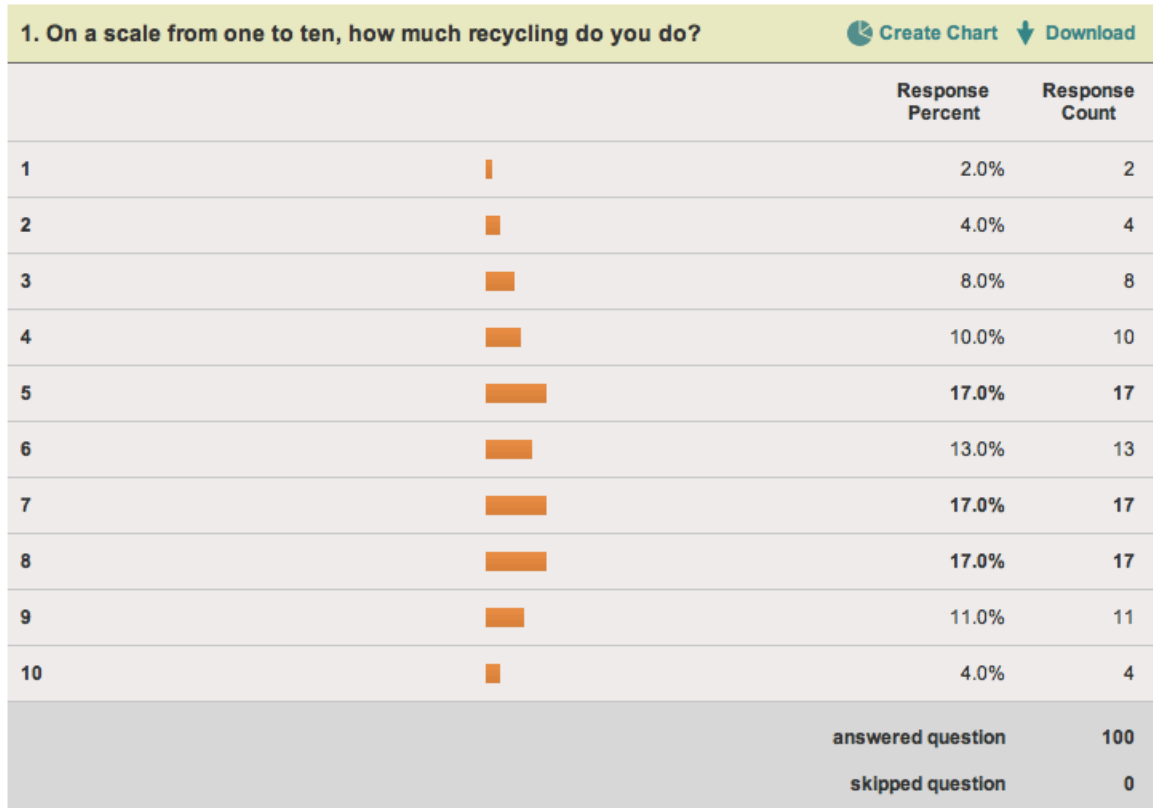 1. On a scale from one to ten, how much recycling do you do? Create Chart Download
Response Percent Response Count
1 2.0% 2
2 4.0% 4
3 8.0% 8
4 10.0% 10
5 17.0% 17
6 13.0% 13
7 17.0% 17
8 17.0% 17
9 11.0% 11
10 4.0% 4
answered question 100
skipped question 0